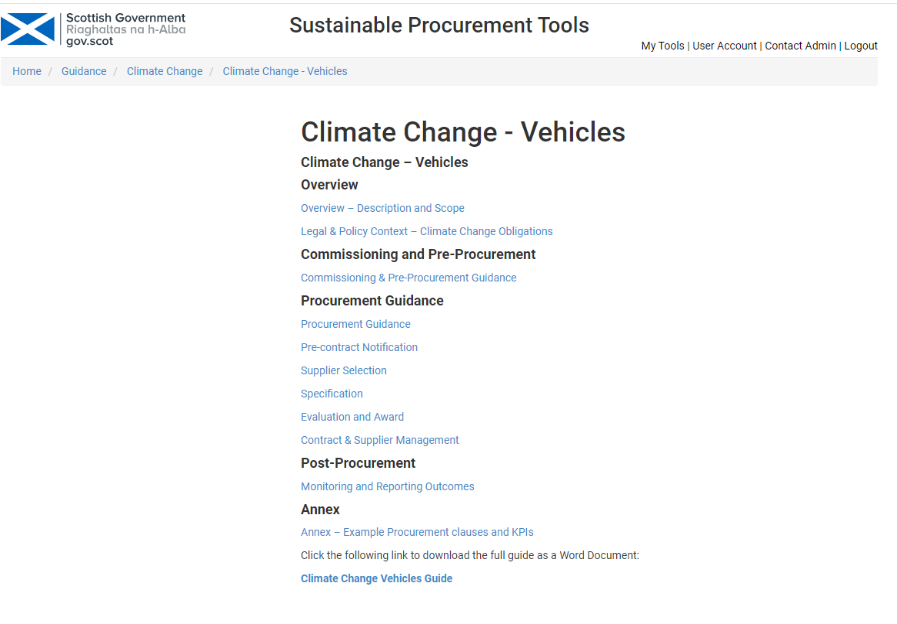 Scottish Government
Riaghaltas na h-Alba
gov.scot
Sustainable Procurement Tools
My Tools | User Account | Contact Admin | Logout
Home / Guidance / Climate Change / Climate Change - Vehicles
Climate Change - Vehicles
Climate Change – Vehicles
Overview
Overview – Description and Scope
Legal & Policy Context – Climate Change Obligations
Commissioning and Pre-Procurement
Commissioning & Pre-Procurement Guidance
Procurement Guidance
Procurement Guidance
Pre-contract Notification
Supplier Selection
Specification
Evaluation and Award
Contract & Supplier Management
Post-Procurement
Monitoring and Reporting Outcomes
Annex
Annex – Example Procurement clauses and KPIs
Click the following link to download the full guide as a Word Document:
Climate Change Vehicles Guide